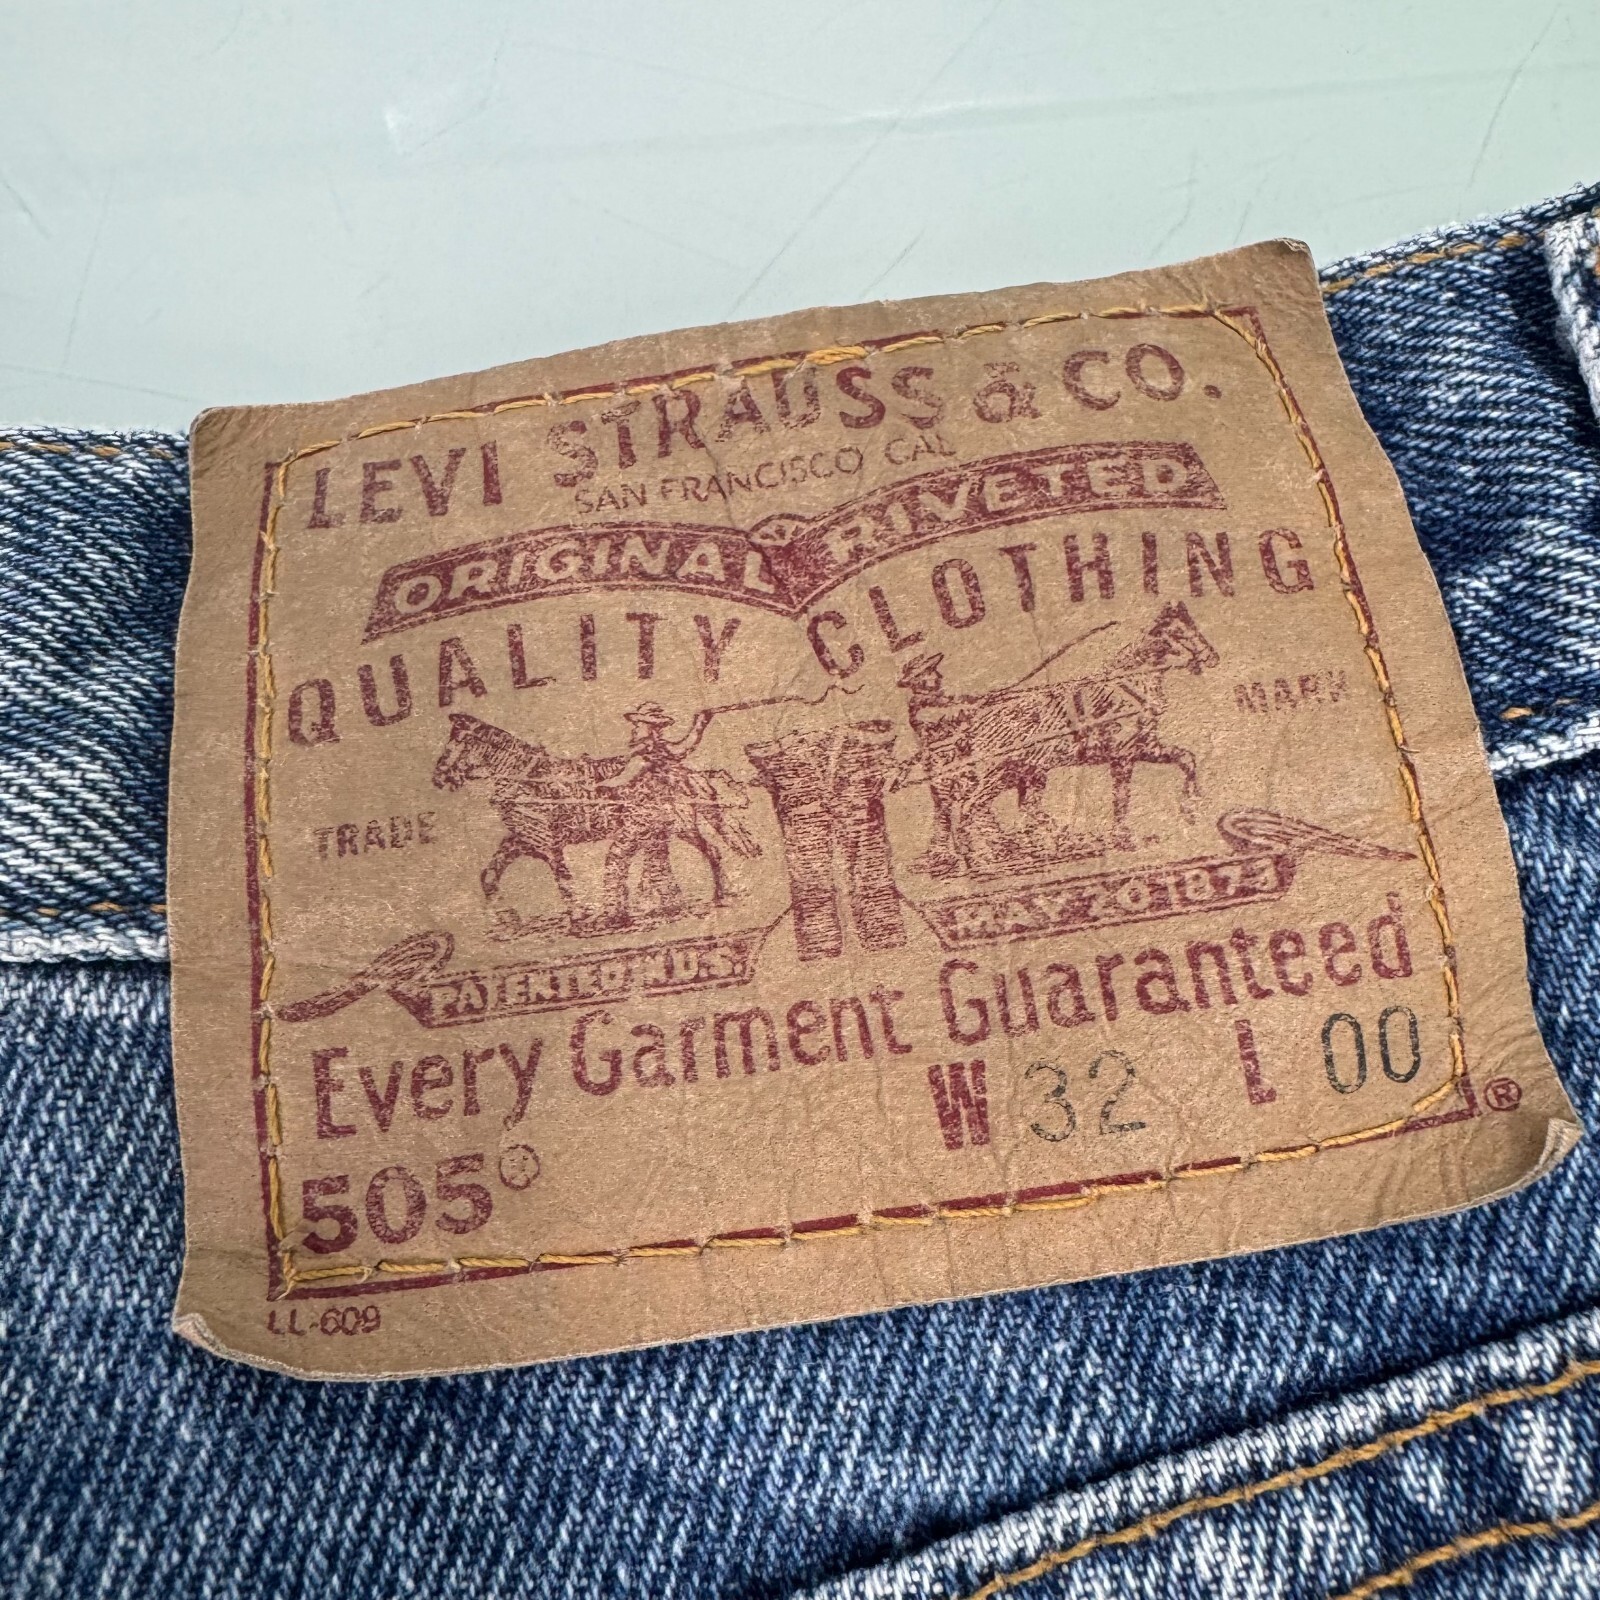 LEVI STRAUSS & CO.
SAN FRANCISCO CAL
ORIGINAL RIVETED
QUALITY CLOTHING
TRADE MARK
PATENTED IN U.S. MAY 20 1873
Every Garment Guaranteed
W 32 L 00
505®
®
LL-609